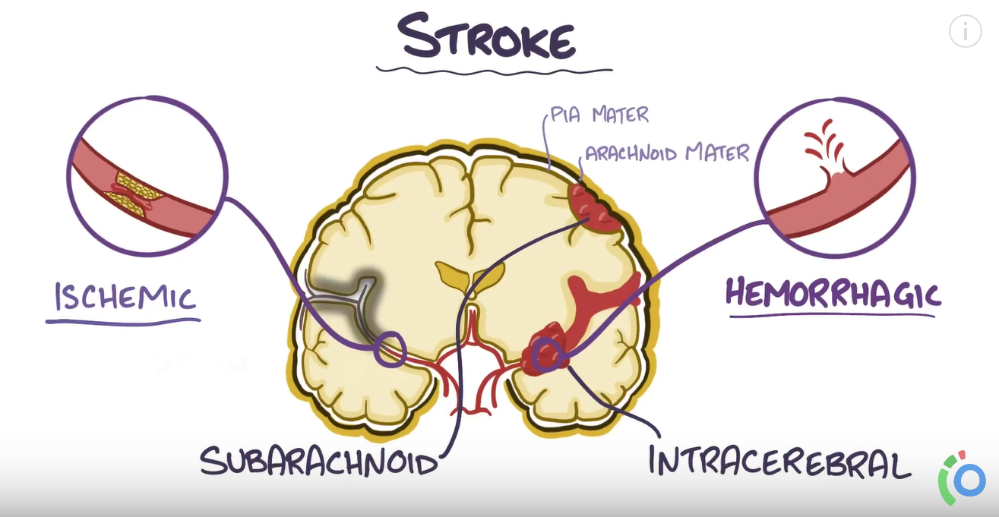 STROKE
PIA MATER
ARACHNOID MATER
ISCHEMIC
HEMORRHAGIC
SUBARACHNOID
INTRACEREBRAL